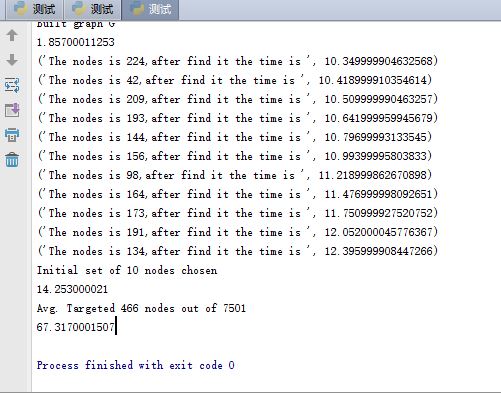 测试
测试
测试
Built graph G
1.85700011253
('The nodes is 224,after find it the time is ', 10.349999904632568)
('The nodes is 42,after find it the time is ', 10.418999910354614)
('The nodes is 209,after find it the time is ', 10.509999990463257)
('The nodes is 193,after find it the time is ', 10.641999959945679)
('The nodes is 144,after find it the time is ', 10.79699993133545)
('The nodes is 156,after find it the time is ', 10.99399995803833)
('The nodes is 98,after find it the time is ', 11.218999862670898)
('The nodes is 164,after find it the time is ', 11.476999998092651)
('The nodes is 173,after find it the time is ', 11.750999927520752)
('The nodes is 191,after find it the time is ', 12.052000045776367)
('The nodes is 134,after find it the time is ', 12.395999908447266)
Initial set of 10 nodes chosen
14.253000021
Avg. Targeted 466 nodes out of 7501
67.3170001507
Process finished with exit code 0